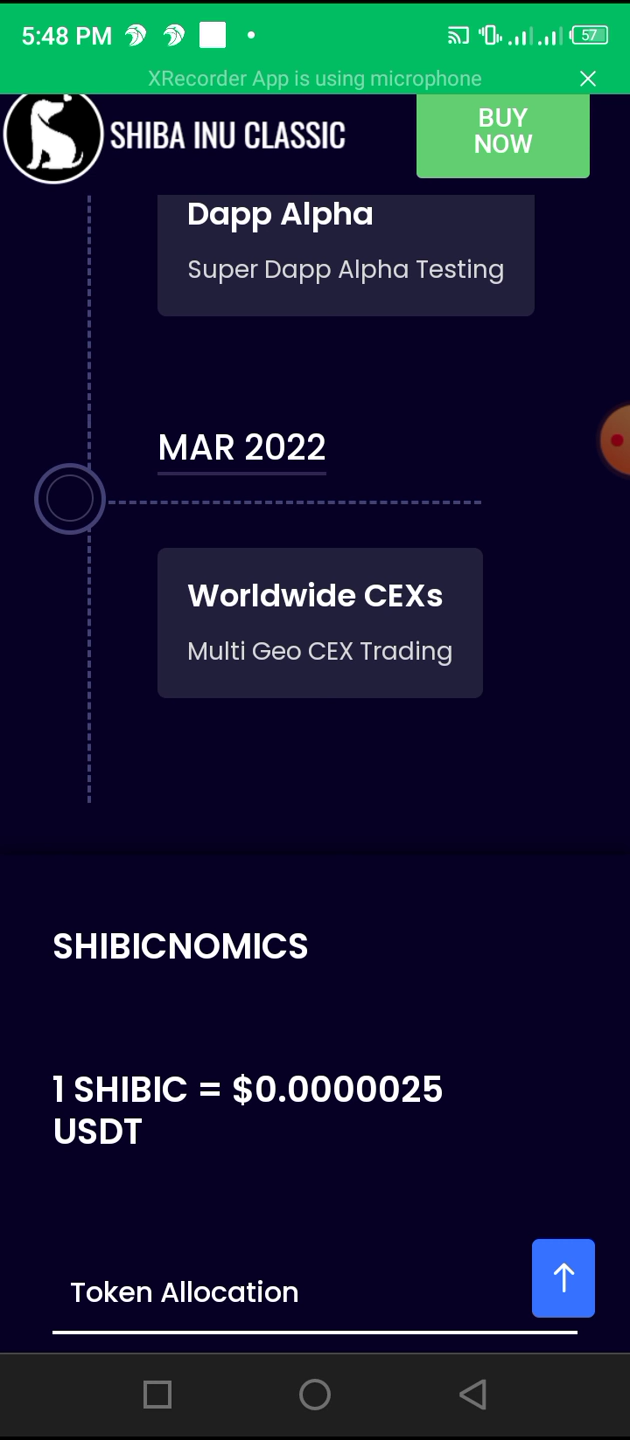 5:48 PM
57
XRecorder App is using microphone
SHIBA INU CLASSIC
BUY
NOW
Dapp Alpha
Super Dapp Alpha Testing
MAR 2022
Worldwide CEXs
Multi Geo CEX Trading
SHIBICNOMICS
1 SHIBIC = $0.0000025
USDT
Token Allocation